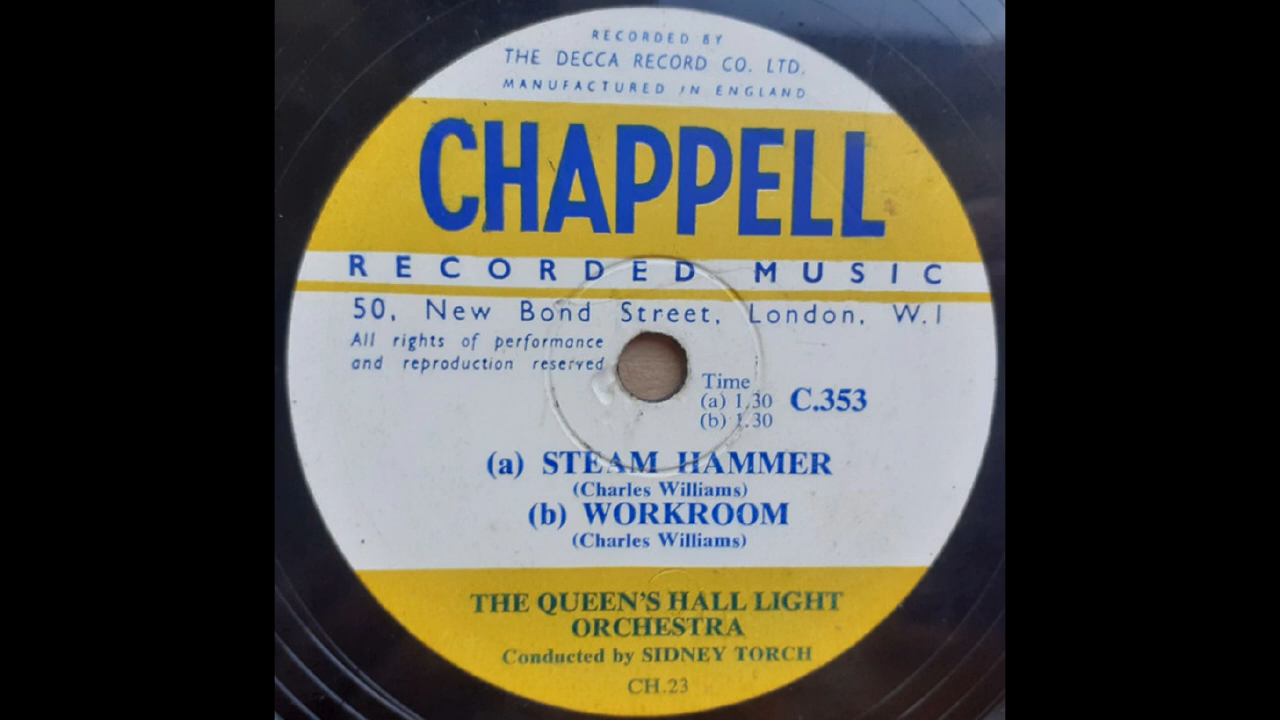 RECORDED BY
THE DECCA RECORD CO. LTD.
MANUFACTURED IN ENGLAND
CHAPPELL
RECORDED MUSIC
50, New Bond Street, London, W.1
All rights of performance
and reproduction reserved
Time
(a) 1.30 C.353
(b) 1.30
(a) STEAM HAMMER
(Charles Williams)
(b) WORKROOM
(Charles Williams)
THE QUEEN'S HALL LIGHT
ORCHESTRA
Conducted by SIDNEY TORCH
CH.23